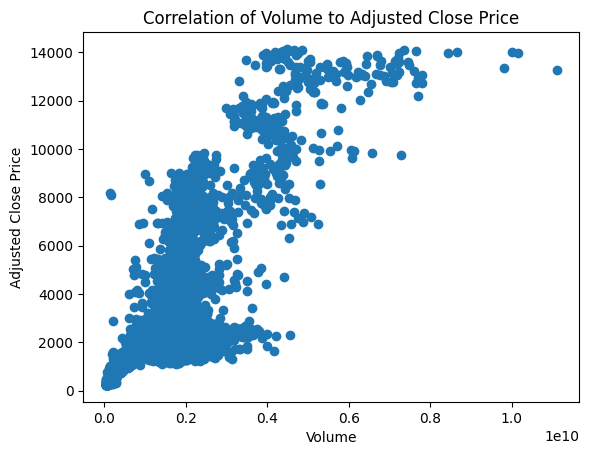 Correlation of Volume to Adjusted Close Price
14000
12000
10000
8000
6000
4000
2000
0
Adjusted Close Price
0.0 0.2 0.4 0.6 0.8 1.0
1e10
Volume